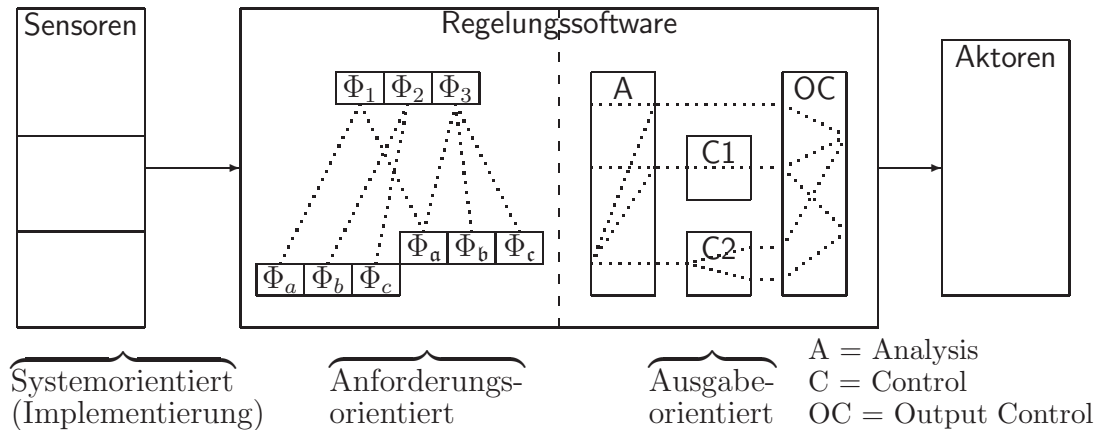 Sensoren
Regelungssoftware
Aktoren
Φ₁ Φ₂ Φ₃
A
OC
C1
C2
Φ𝔞 Φ𝔟 Φ𝔠
Φₐ Φb Φc
Systemorientiert
(Implementierung)
Anforderungs-
orientiert
Ausgabe-
orientiert
A = Analysis
C = Control
OC = Output Control